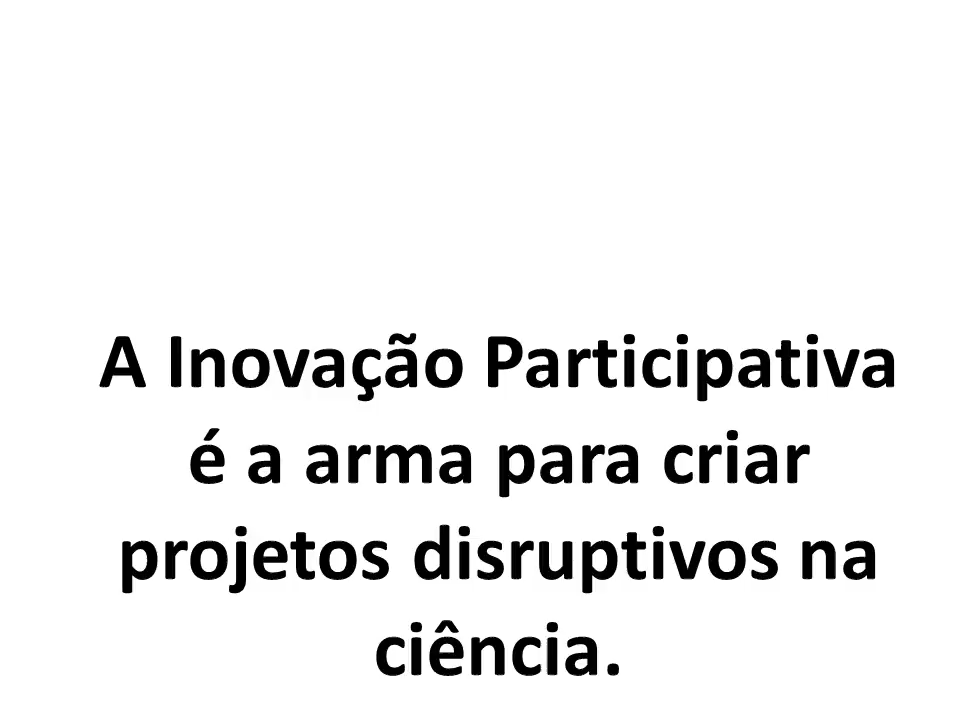 A Inovação Participativa
é a arma para criar
projetos disruptivos na
ciência.